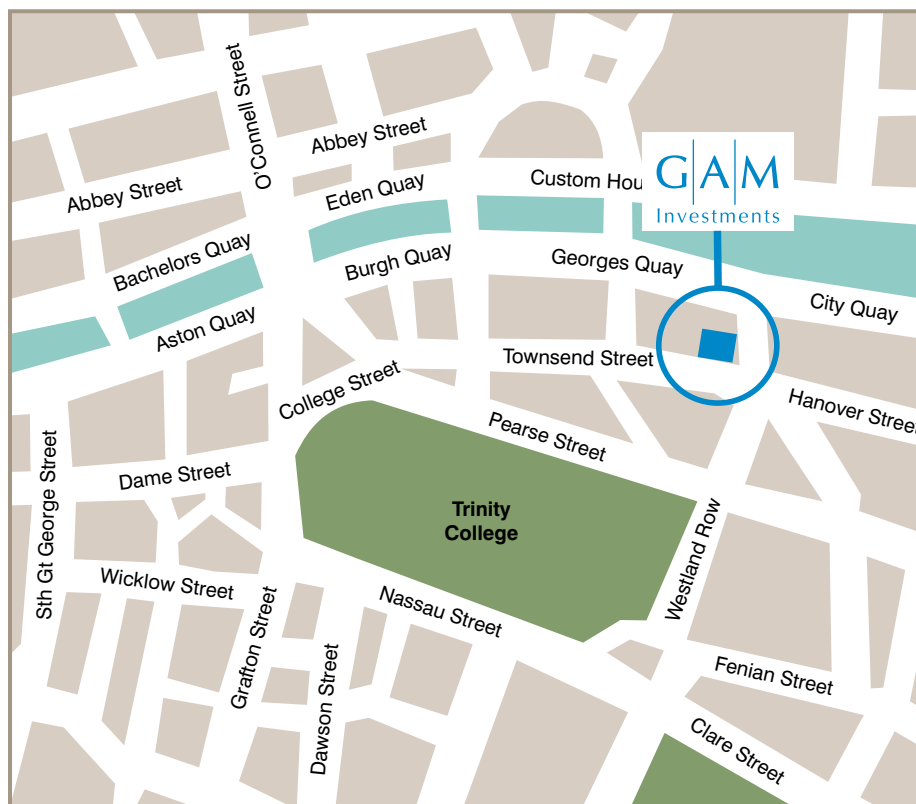 O'Connell Street
Abbey Street
Abbey Street
Eden Quay
Custom Hou
G|A|M
Investments
Bachelors Quay
Burgh Quay
Georges Quay
City Quay
Aston Quay
Townsend Street
College Street
Hanover Street
Pearse Street
Dame Street
Trinity
College
Sth Gt George Street
Westland Row
Wicklow Street
Nassau Street
Grafton Street
Fenian Street
Dawson Street
Clare Street